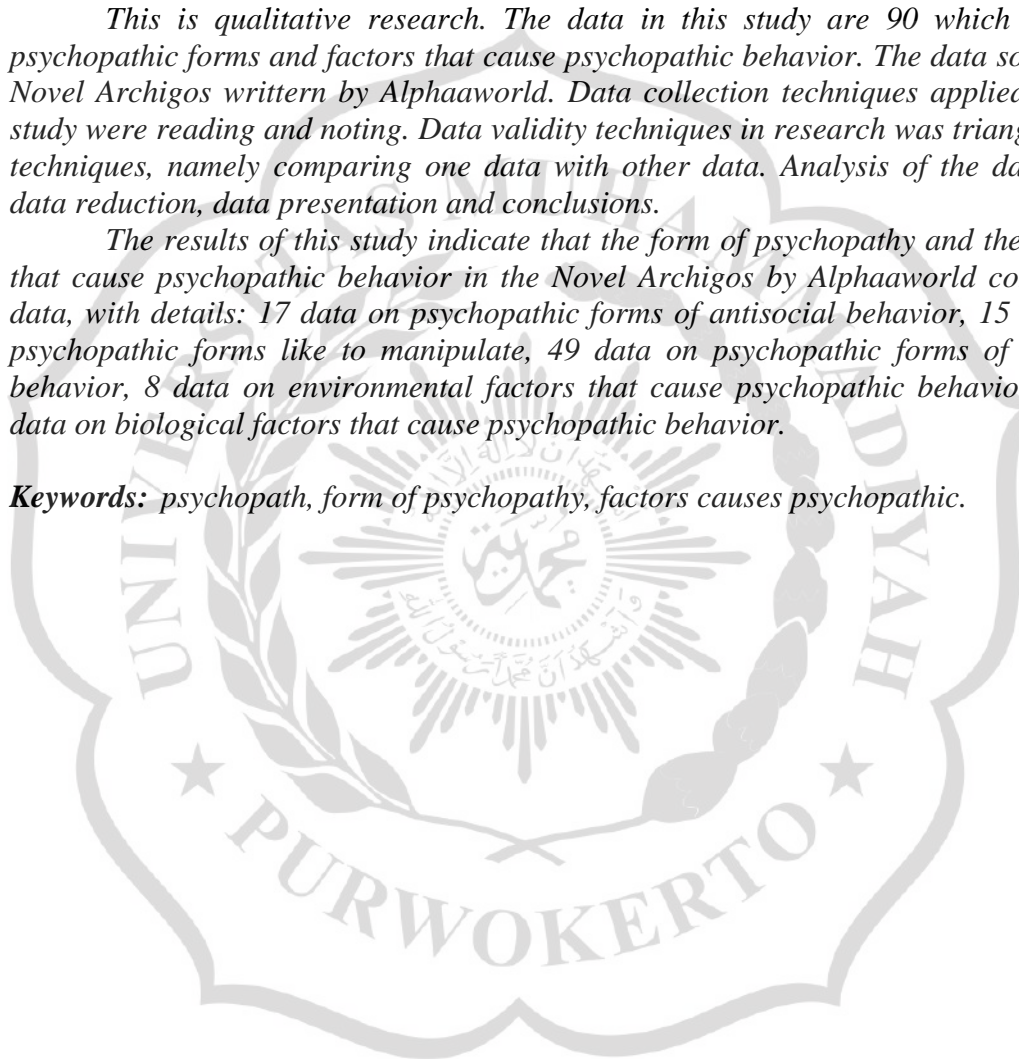 This is qualitative research. The data in this study are 90 which
psychopathic forms and factors that cause psychopathic behavior. The data so
Novel Archigos writtern by Alphaaworld. Data collection techniques applied
study were reading and noting. Data validity techniques in research was triang
techniques, namely comparing one data with other data. Analysis of the da
data reduction, data presentation and conclusions.
The results of this study indicate that the form of psychopathy and the
that cause psychopathic behavior in the Novel Archigos by Alphaaworld co
data, with details: 17 data on psychopathic forms of antisocial behavior, 15
psychopathic forms like to manipulate, 49 data on psychopathic forms of
behavior, 8 data on environmental factors that cause psychopathic behavio
data on biological factors that cause psychopathic behavior.
Keywords: psychopath, form of psychopathy, factors causes psychopathic.
UNIVERSITAS MUHAMMADIYAH
PURWOKERTO